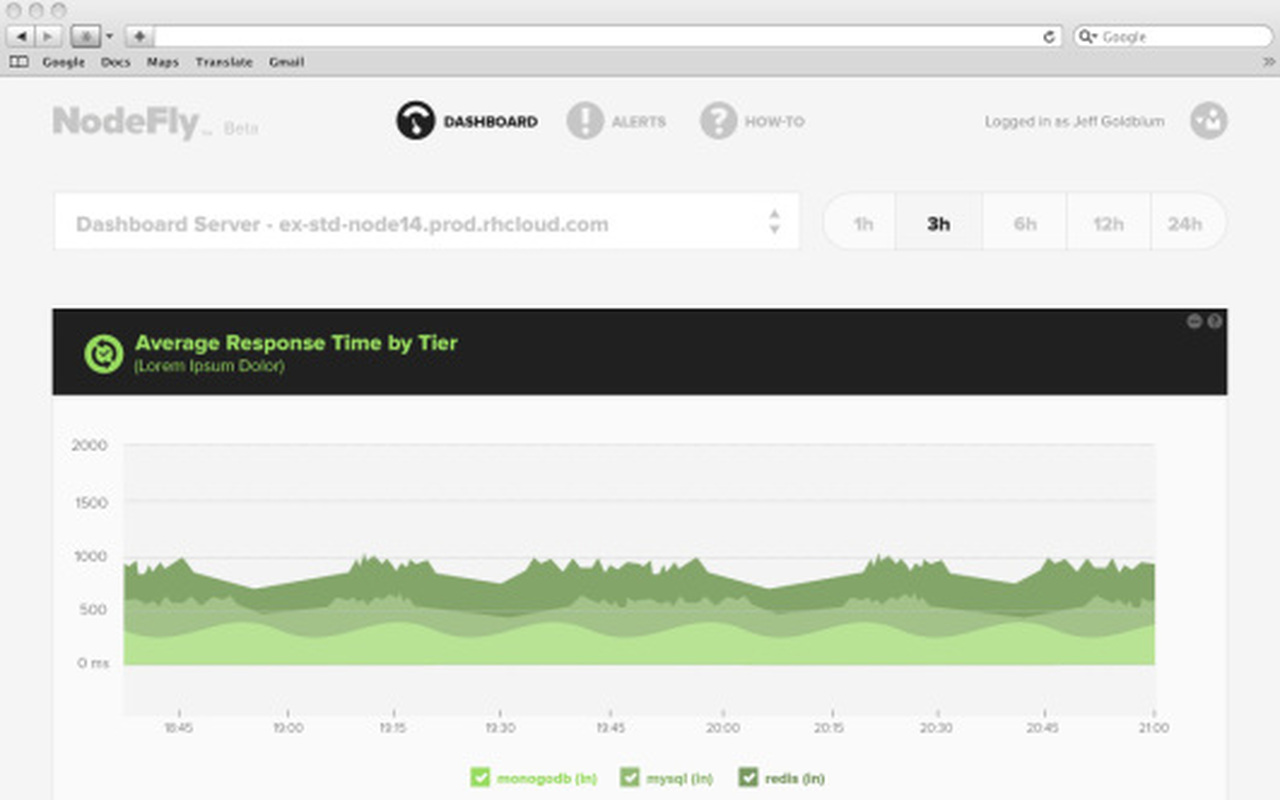 Google
Google Docs Maps Translate Gmail
NodeFly™ Beta
DASHBOARD
ALERTS
HOW-TO
Logged in as Jeff Goldblum
Dashboard Server - ex-std-node14.prod.rhcloud.com
1h 3h 6h 12h 24h
Average Response Time by Tier
(Lorem Ipsum Dolor)
2000
1500
1000
500
0 ms
18:45 19:00 19:15 19:30 19:45 20:00 20:15 20:30 20:45 21:00
monogodb (in) mysql (in) redis (in)